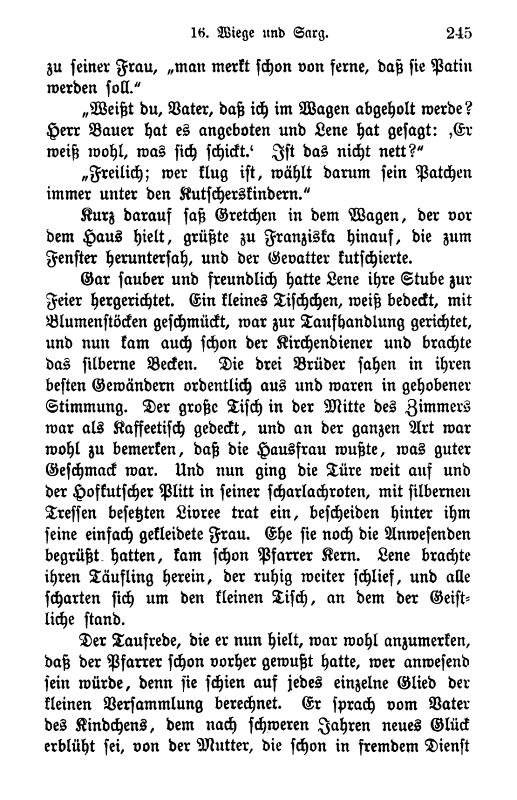 16. Wiege und Sarg. 245
zu seiner Frau, „man merkt schon von ferne, daß sie Patin
werden soll.“
„Weißt du, Vater, daß ich im Wagen abgeholt werde?
Herr Bauer hat es angeboten und Lene hat gesagt: ‚Er
weiß wohl, was sich schickt.‘ Ist das nicht nett?“
„Freilich; wer klug ist, wählt darum sein Patchen
immer unter den Kutscherskindern.“
Kurz darauf saß Gretchen in dem Wagen, der vor
dem Haus hielt, grüßte zu Franziska hinauf, die zum
Fenster heruntersah, und der Gevatter kutschierte.
Gar sauber und freundlich hatte Lene ihre Stube zur
Feier hergerichtet. Ein kleines Tischchen, weiß bedeckt, mit
Blumenstöcken geschmückt, war zur Taufhandlung gerichtet,
und nun kam auch schon der Kirchendiener und brachte
das silberne Becken. Die drei Brüder sahen in ihren
besten Gewändern ordentlich aus und waren in gehobener
Stimmung. Der große Tisch in der Mitte des Zimmers
war als Kaffeetisch gedeckt, und an der ganzen Art war
wohl zu bemerken, daß die Hausfrau wußte, was guter
Geschmack war. Und nun ging die Türe weit auf und
der Hofkutscher Plitt in seiner scharlachroten, mit silbernen
Tressen besetzten Livree trat ein, bescheiden hinter ihm
seine einfach gekleidete Frau. Ehe sie noch die Anwesenden
begrüßt hatten, kam schon Pfarrer Kern. Lene brachte
ihren Täufling herein, der ruhig weiter schlief, und alle
scharten sich um den kleinen Tisch, an dem der Geist-
liche stand.
Der Taufrede, die er nun hielt, war wohl anzumerken,
daß der Pfarrer schon vorher gewußt hatte, wer anwesend
sein würde, denn sie schien auf jedes einzelne Glied der
kleinen Versammlung berechnet. Er sprach vom Vater
des Kindchens, dem nach schweren Jahren neues Glück
erblüht sei, von der Mutter, die schon in fremdem Dienst